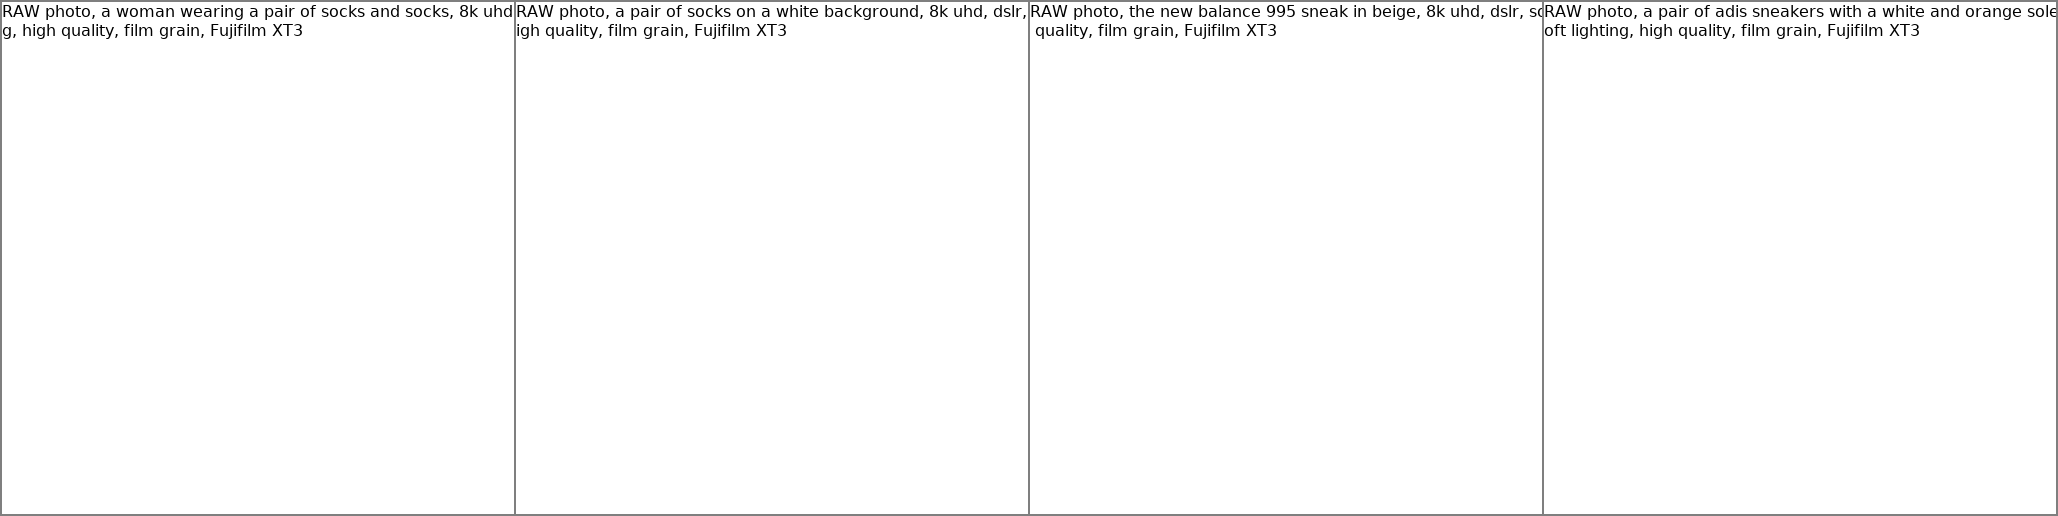 RAW photo, a woman wearing a pair of socks and socks, 8k uhd
g, high quality, film grain, Fujifilm XT3
RAW photo, a pair of socks on a white background, 8k uhd, dslr,
igh quality, film grain, Fujifilm XT3
RAW photo, the new balance 995 sneak in beige, 8k uhd, dslr, so
quality, film grain, Fujifilm XT3
RAW photo, a pair of adis sneakers with a white and orange sole
oft lighting, high quality, film grain, Fujifilm XT3